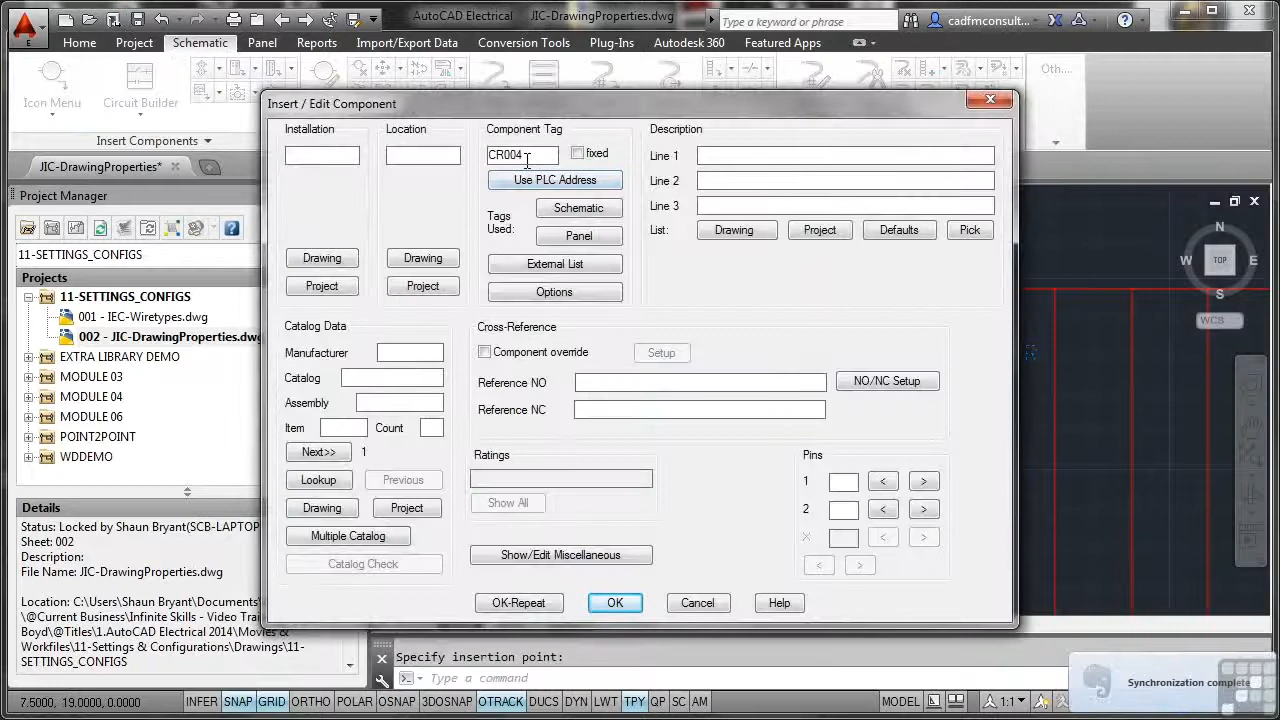 AutoCAD Electrical JIC-DrawingProperties.dwg
Type a keyword or phrase
cadfmconsult...
E
Home Project Schematic Panel Reports Import/Export Data Conversion Tools Plug-Ins Autodesk 360 Featured Apps
Icon Menu
Circuit Builder
Oth...
Insert Components
JIC-DrawingProperties*
Project Manager
11-SETTINGS_CONFIGS
Projects
11-SETTINGS_CONFIGS
001 - IEC-Wiretypes.dwg
002 - JIC-DrawingProperties.dwg
EXTRA LIBRARY DEMO
MODULE 03
MODULE 04
MODULE 06
POINT2POINT
WDDEMO
Details
Status: Locked by Shaun Bryant(SCB-LAPTOP
Sheet: 002
Description:
File Name: JIC-DrawingProperties.dwg
Location: C:\Users\Shaun Bryant\Documents\
\@Current Business\Infinite Skills - Video Tra
Boyd\@Titles\1.AutoCAD Electrical 2014\Movies &
Workfiles\11-Settings & Configurations\Drawings\11-
SETTINGS_CONFIGS
Insert / Edit Component
Installation
Drawing
Project
Location
Drawing
Project
Component Tag
CR004
fixed
Use PLC Address
Tags
Used:
Schematic
Panel
External List
Options
Description
Line 1
Line 2
Line 3
List: Drawing Project Defaults Pick
Catalog Data
Manufacturer
Catalog
Assembly
Item Count
Next>> 1
Lookup Previous
Drawing Project
Multiple Catalog
Catalog Check
Cross-Reference
Component override Setup
Reference NO
Reference NC
NO/NC Setup
Ratings
Show All
Show/Edit Miscellaneous
Pins
1 < >
2 < >
< >
< >
OK-Repeat OK Cancel Help
N
W TOP E
S
WCS
Specify insertion point:
Type a command
Synchronization complete
7.5000, 19.0000, 0.0000 INFER SNAP GRID ORTHO POLAR OSNAP 3DOSNAP OTRACK DUCS DYN LWT TPY QP SC AM MODEL 1:1